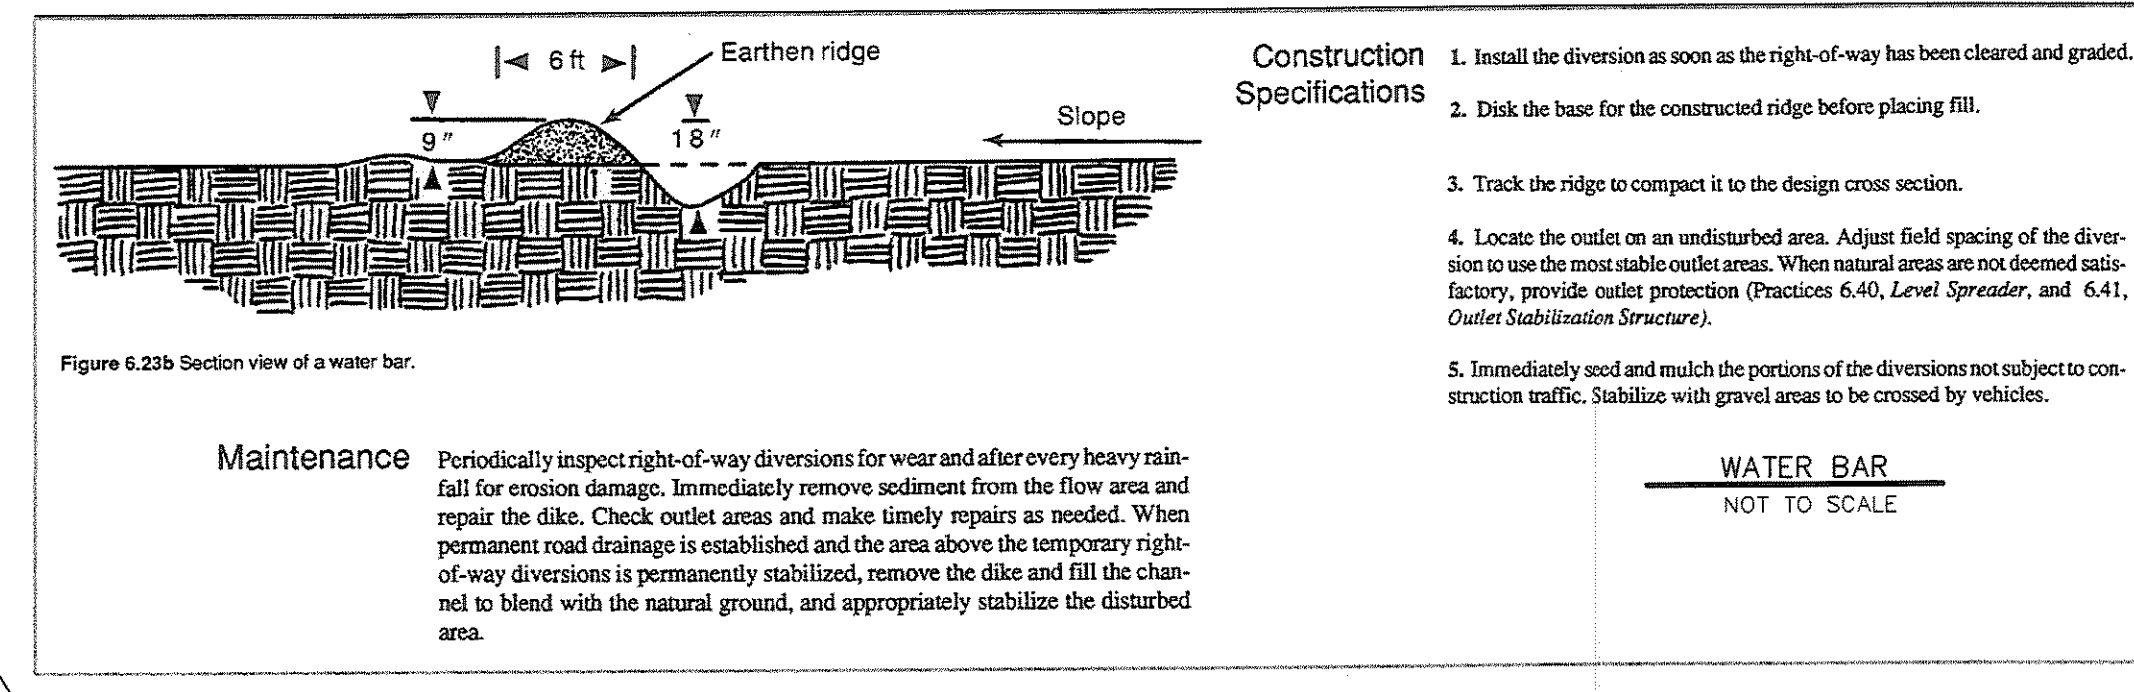 6 ft
Earthen ridge
9"
18"
Slope
Figure 6.23b Section view of a water bar.
Maintenance
Periodically inspect right-of-way diversions for wear and after every heavy rain-
fall for erosion damage. Immediately remove sediment from the flow area and
repair the dike. Check outlet areas and make timely repairs as needed. When
permanent road drainage is established and the area above the temporary right-
of-way diversions is permanently stabilized, remove the dike and fill the chan-
nel to blend with the natural ground, and appropriately stabilize the disturbed
area.
Construction
Specifications
1. Install the diversion as soon as the right-of-way has been cleared and graded.
2. Disk the base for the constructed ridge before placing fill.
3. Track the ridge to compact it to the design cross section.
4. Locate the outlet on an undisturbed area. Adjust field spacing of the diver-
sion to use the most stable outlet areas. When natural areas are not deemed satis-
factory, provide outlet protection (Practices 6.40, Level Spreader, and 6.41,
Outlet Stabilization Structure).
5. Immediately seed and mulch the portions of the diversions not subject to con-
struction traffic. Stabilize with gravel areas to be crossed by vehicles.
WATER BAR
NOT TO SCALE